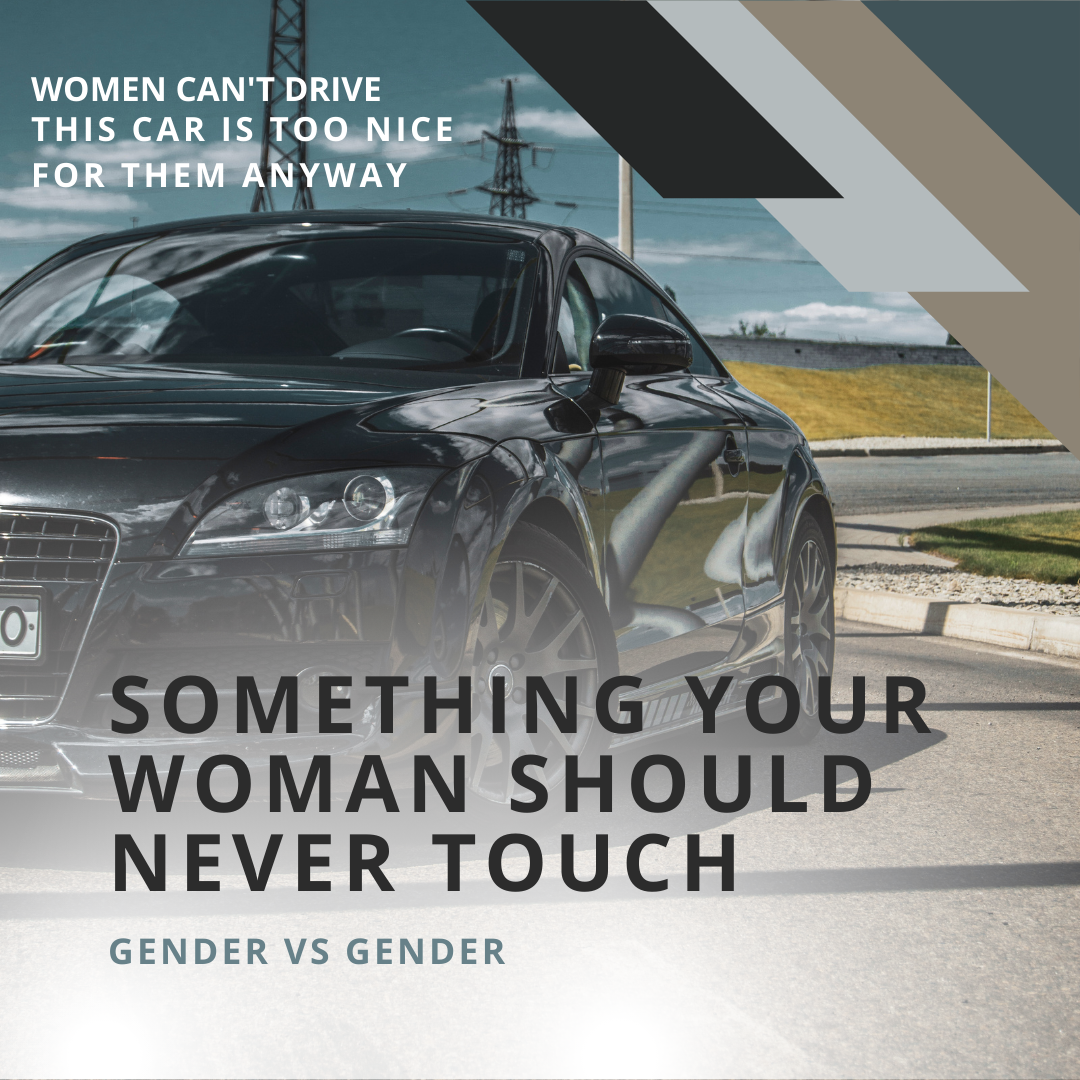 WOMEN CAN'T DRIVE
THIS CAR IS TOO NICE
FOR THEM ANYWAY
O
SOMETHING YOUR
WOMAN SHOULD
NEVER TOUCH
GENDER VS GENDER